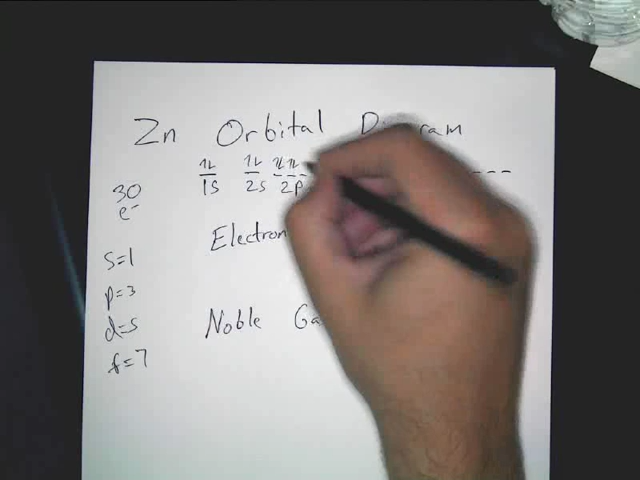 Zn Orbital
1S 2S 2P
30
e⁻
Electron
s=1
p=3
Noble
d=5
f=7